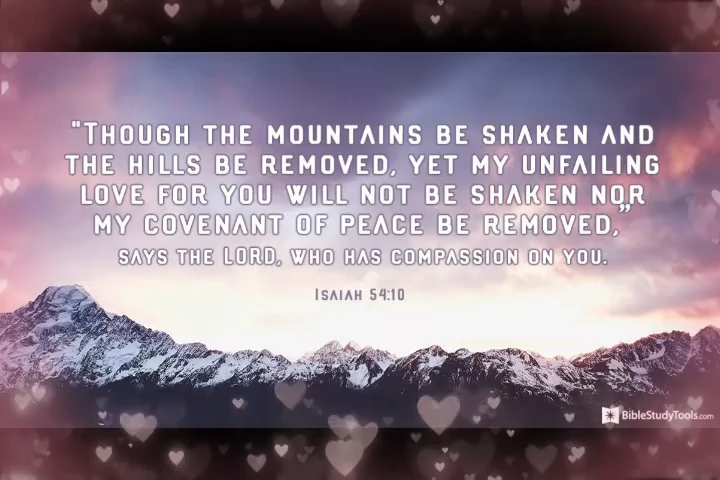 "Though the mountains be shaken and
the hills be removed, yet my unfailing
love for you will not be shaken nor
my covenant of peace be removed,"
says the LORD, who has compassion on you.
Isaiah 54:10
BibleStudyTools.com